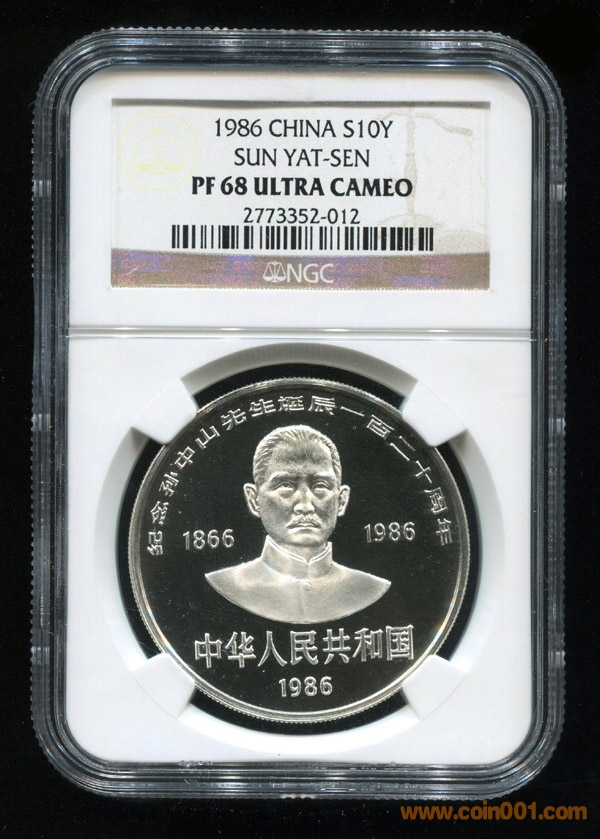 1986 CHINA S10Y
SUN YAT-SEN
PF 68 ULTRA CAMEO
2773352-012
NGC
纪念孙中山先生诞辰一百二十周年
1866 1986
中华人民共和国
1986
www.coin001.com